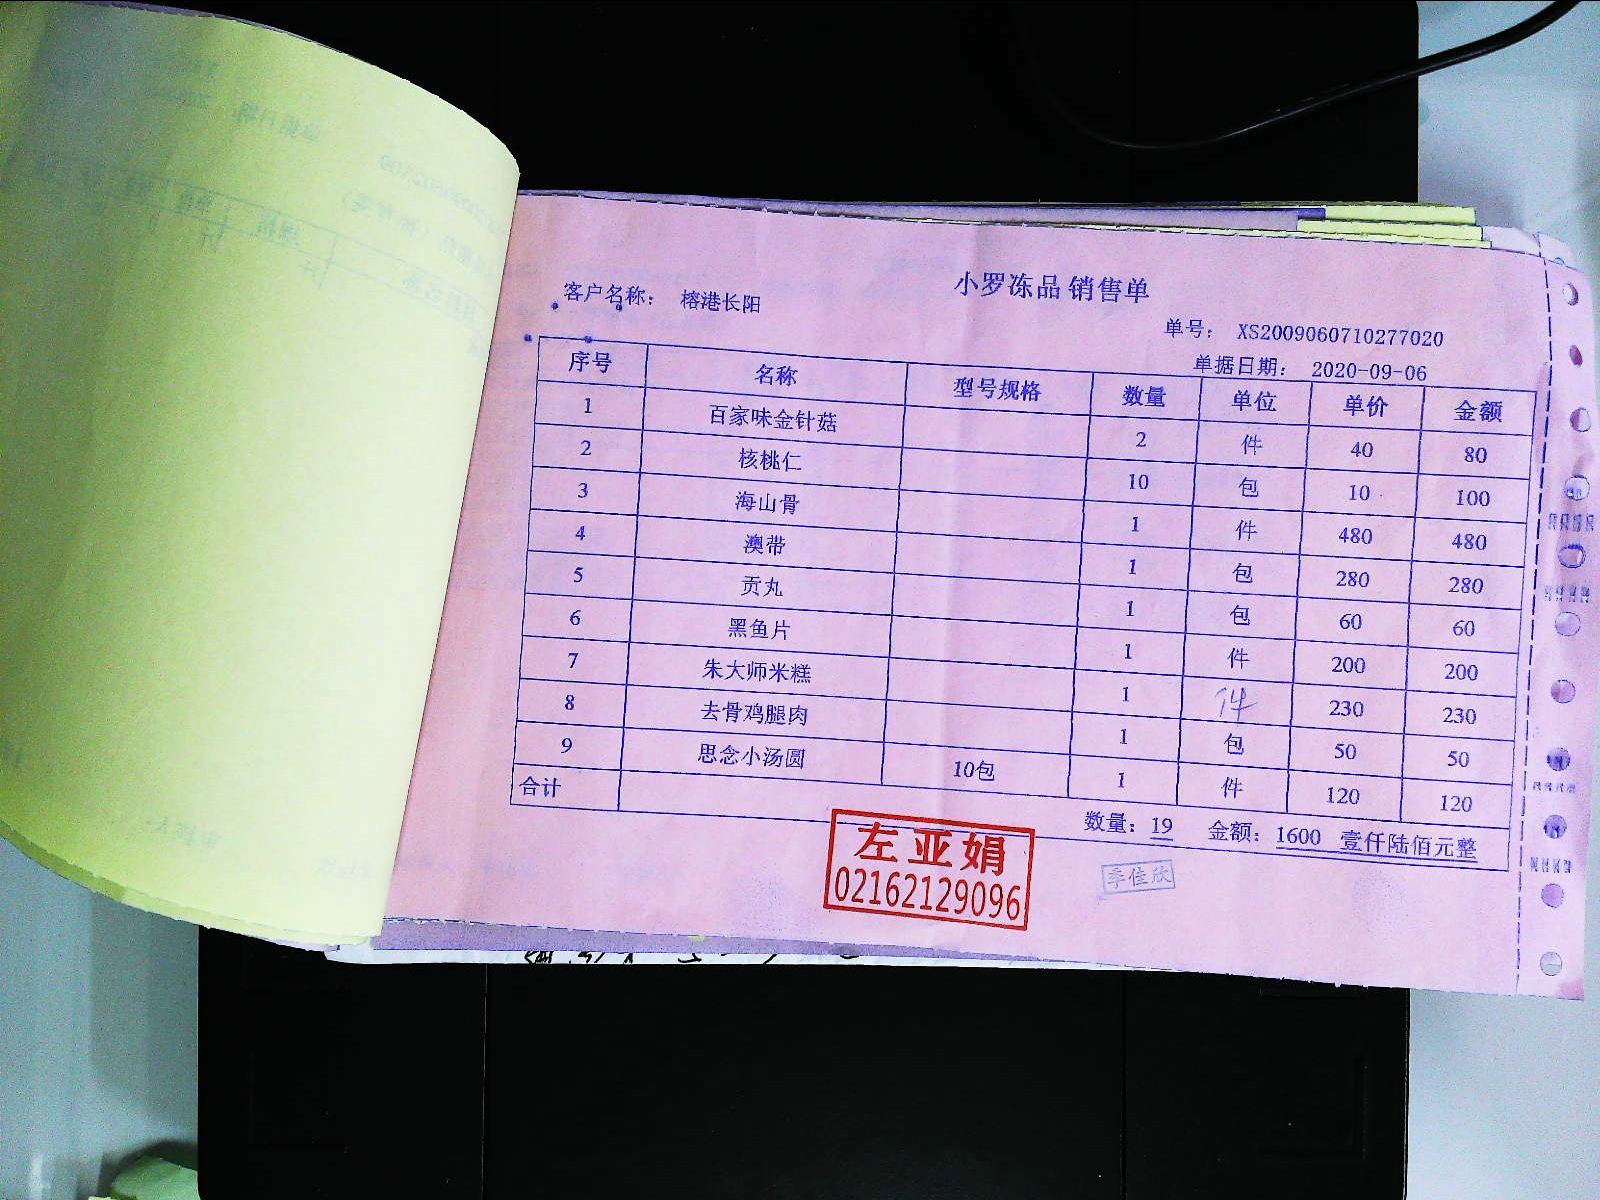 小罗冻品 销售单
客户名称： 榕港长阳
单号： XS2009060710277020
单据日期： 2020-09-06
序号 名称 型号规格 数量 单位 单价 金额
1 百家味金针菇 2 件 40 80
2 核桃仁 10 包 10 100
3 海山骨 1 件 480 480
4 澳带 1 包 280 280
5 贡丸 1 包 60 60
6 黑鱼片 1 件 200 200
7 朱大师米糕 1 件 230 230
8 去骨鸡腿肉 1 包 50 50
9 思念小汤圆 10包 1 件 120 120
合计 数量：19 金额：1600 壹仟陆佰元整
左亚娟
02162129096
季佳欣